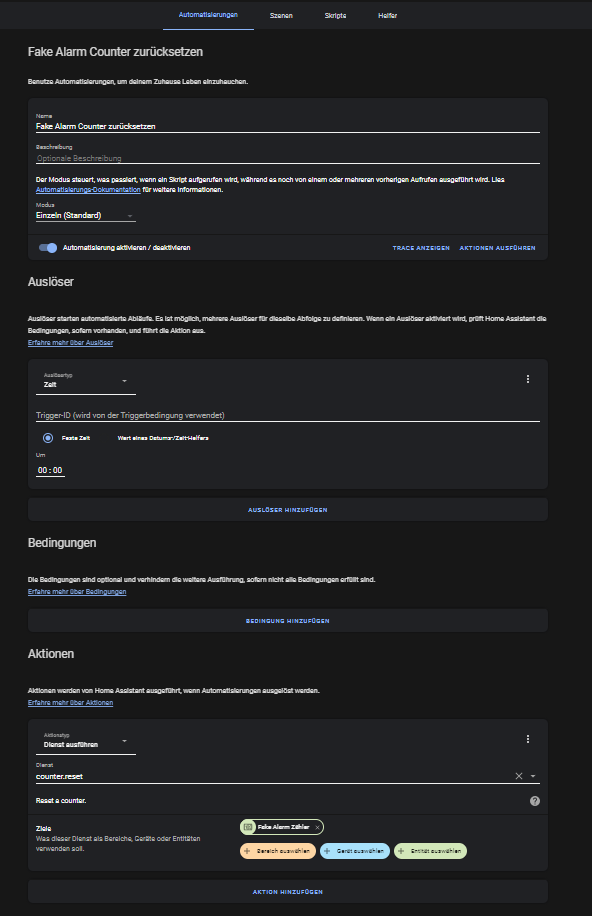 Automatisierungen Szenen Skripte Helfer
Fake Alarm Counter zurücksetzen
Benutze Automatisierungen, um deinem Zuhause Leben einzuhauchen.
Name
Fake Alarm Counter zurücksetzen
Beschreibung
Optionale Beschreibung
Der Modus steuert, was passiert, wenn ein Skript aufgerufen wird, während es noch von einem oder mehreren vorherigen Aufrufen ausgeführt wird. Lies
Automatisierungs-Dokumentation für weitere Informationen.
Modus
Einzeln (Standard)
Automatisierung aktivieren / deaktivieren TRACE ANZEIGEN AKTIONEN AUSFÜHREN
Auslöser
Auslöser starten automatisierte Abläufe. Es ist möglich, mehrere Auslöser für dieselbe Abfolge zu definieren. Wenn ein Auslöser aktiviert wird, prüft Home Assistant die
Bedingungen, sofern vorhanden, und führt die Aktion aus.
Erfahre mehr über Auslöser
Auslösertyp
Zeit
Trigger-ID (wird von der Triggerbedingung verwendet)
Feste Zeit Wert eines Datums-/Zeit-Helfers
Um
00 : 00
AUSLÖSER HINZUFÜGEN
Bedingungen
Die Bedingungen sind optional und verhindern die weitere Ausführung, sofern nicht alle Bedingungen erfüllt sind.
Erfahre mehr über Bedingungen
BEDINGUNG HINZUFÜGEN
Aktionen
Aktionen werden von Home Assistant ausgeführt, wenn Automatisierungen ausgelöst werden.
Erfahre mehr über Aktionen
Aktionstyp
Dienst ausführen
Dienst
counter.reset
Reset a counter.
Ziele
Was dieser Dienst als Bereiche, Geräte oder Entitäten
verwenden soll.
Fake Alarm Zähler
Bereich auswählen Gerät auswählen Entität auswählen
AKTION HINZUFÜGEN